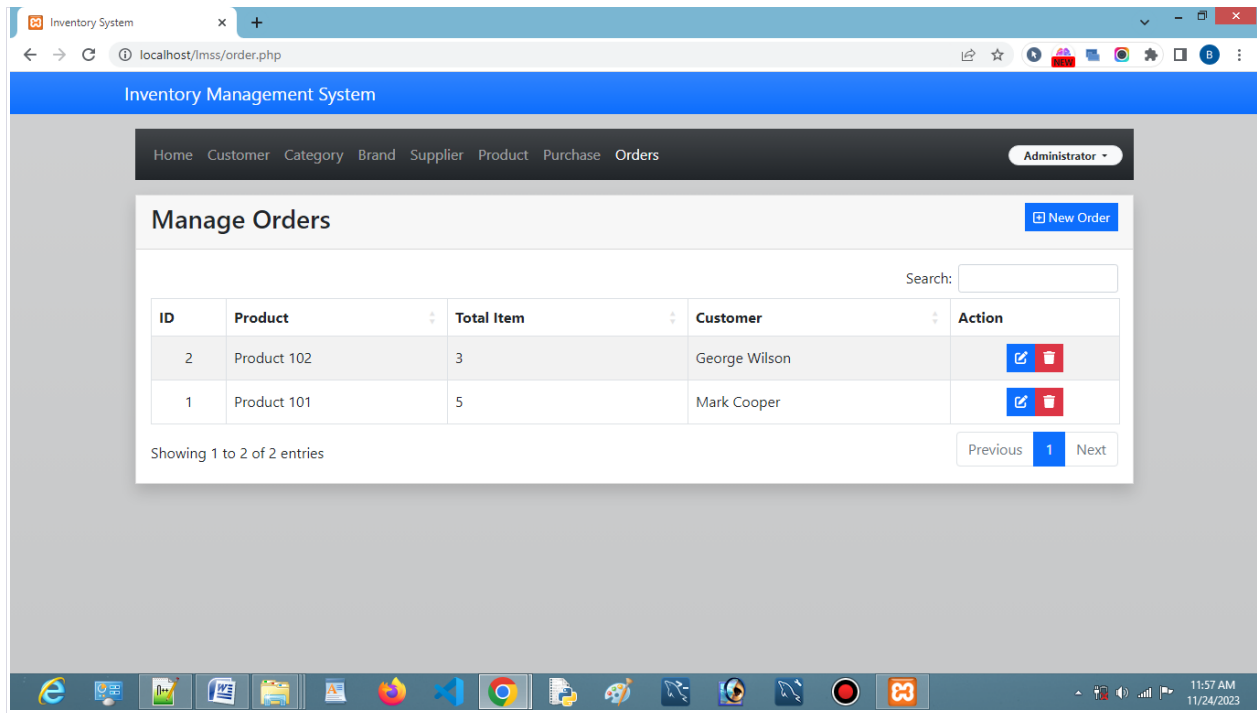 Inventory System
localhost/lmss/order.php
NEW
B
Inventory Management System
Home Customer Category Brand Supplier Product Purchase Orders
Administrator
Manage Orders
New Order
Search:
ID Product Total Item Customer Action
2 Product 102 3 George Wilson
1 Product 101 5 Mark Cooper
Showing 1 to 2 of 2 entries
Previous 1 Next
11:57 AM
11/24/2023